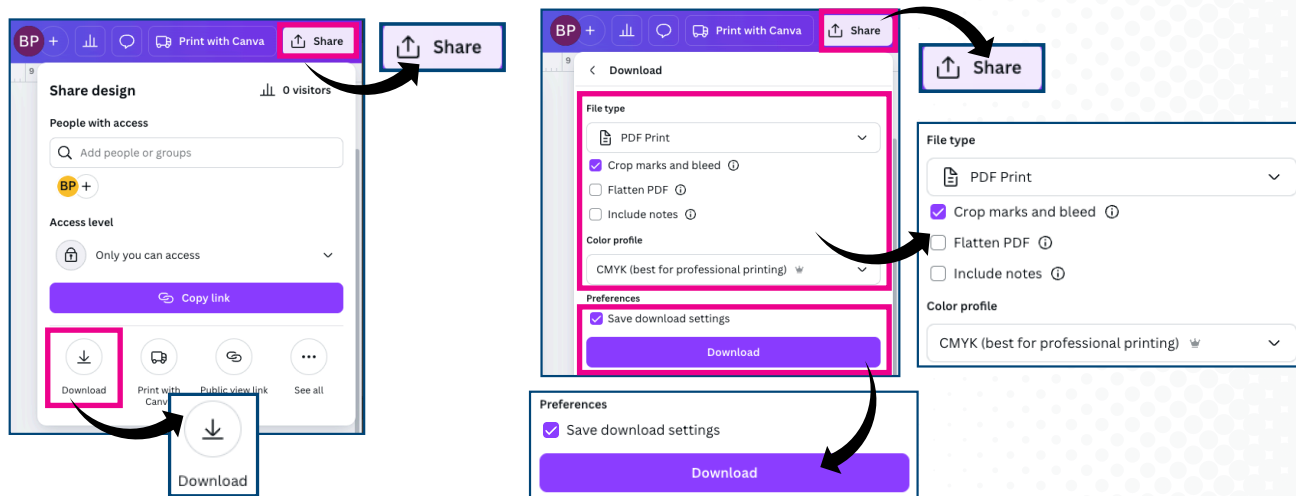 BP + Print with Canva Share
Share
9
Share design 0 visitors
People with access
Add people or groups
BP +
Access level
Only you can access
Copy link
Download
Print with
Canv
Public view link
See all
Download
BP + Print with Canva Share
Share
9
Download
File type
PDF Print
Crop marks and bleed
Flatten PDF
Include notes
Color profile
CMYK (best for professional printing)
Preferences
Save download settings
Download
File type
PDF Print
Crop marks and bleed
Flatten PDF
Include notes
Color profile
CMYK (best for professional printing)
Preferences
Save download settings
Download